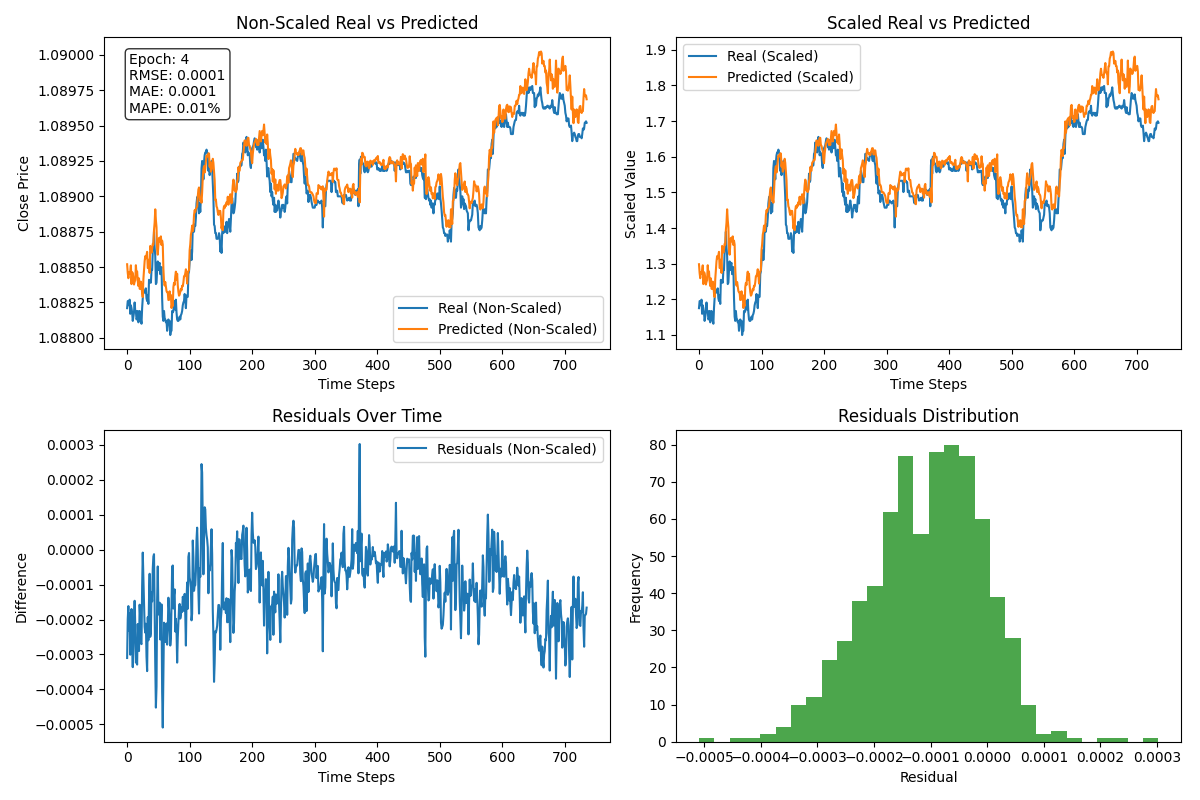 Non-Scaled Real vs Predicted
Close Price
1.09000
1.08975
1.08950
1.08925
1.08900
1.08875
1.08850
1.08825
1.08800
Epoch: 4
RMSE: 0.0001
MAE: 0.0001
MAPE: 0.01%
Real (Non-Scaled)
Predicted (Non-Scaled)
0 100 200 300 400 500 600 700
Time Steps
Scaled Real vs Predicted
Scaled Value
1.9
1.8
1.7
1.6
1.5
1.4
1.3
1.2
1.1
Real (Scaled)
Predicted (Scaled)
0 100 200 300 400 500 600 700
Time Steps
Residuals Over Time
Difference
0.0003
0.0002
0.0001
0.0000
−0.0001
−0.0002
−0.0003
−0.0004
−0.0005
Residuals (Non-Scaled)
0 100 200 300 400 500 600 700
Time Steps
Residuals Distribution
Frequency
80
70
60
50
40
30
20
10
0
−0.0005 −0.0004 −0.0003 −0.0002 −0.0001 0.0000 0.0001 0.0002 0.0003
Residual